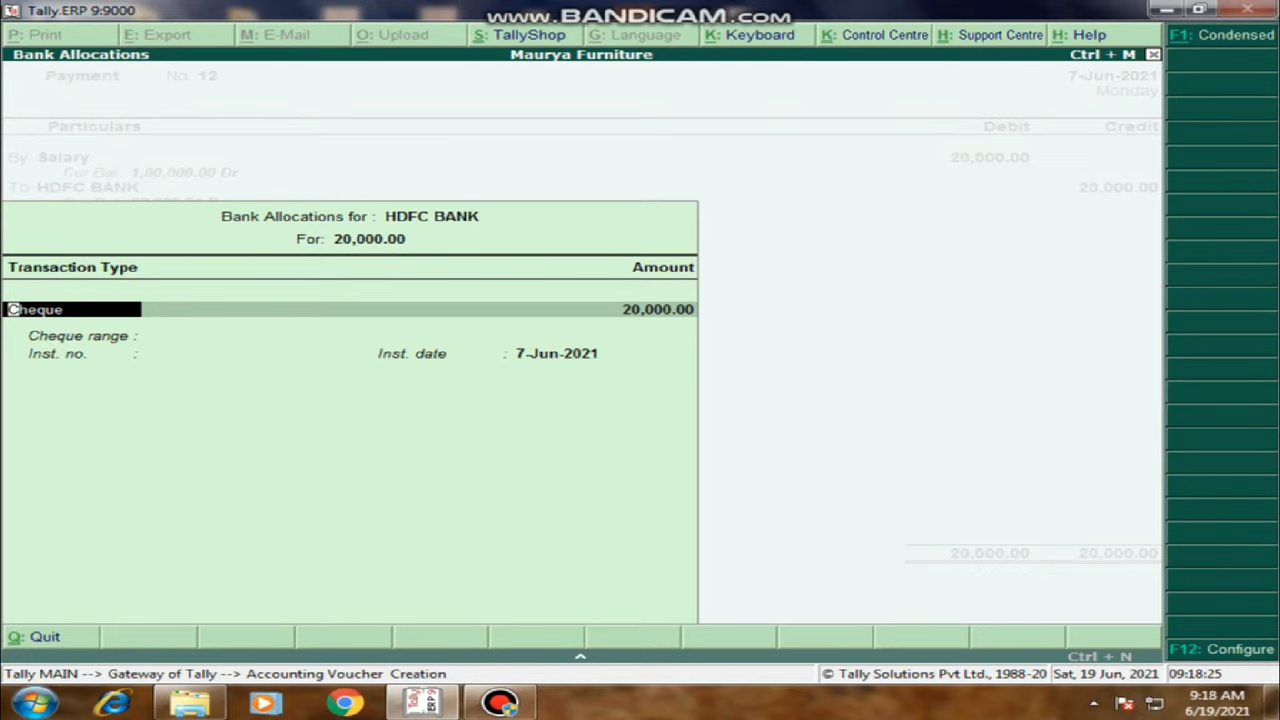 Tally.ERP 9:9000
www.BANDICAM.com
P: Print E: Export M: E-Mail O: Upload S: TallyShop G: Language K: Keyboard K: Control Centre H: Support Centre H: Help F1: Condensed
Bank Allocations Maurya Furniture Ctrl + M
Payment No. 12 7-Jun-2021
Monday
Particulars Debit Credit
By Salary 20,000.00
Cur Bal: 1,00,000.00 Dr
To HDFC BANK 20,000.00
Bank Allocations for : HDFC BANK
For: 20,000.00
Transaction Type Amount
Cheque 20,000.00
Cheque range :
Inst. no. : Inst. date : 7-Jun-2021
20,000.00 20,000.00
Q: Quit
F12: Configure
Ctrl + N
Tally MAIN --> Gateway of Tally --> Accounting Voucher Creation © Tally Solutions Pvt Ltd., 1988-20 Sat, 19 Jun, 2021 09:18:25
9:18 AM
6/19/2021